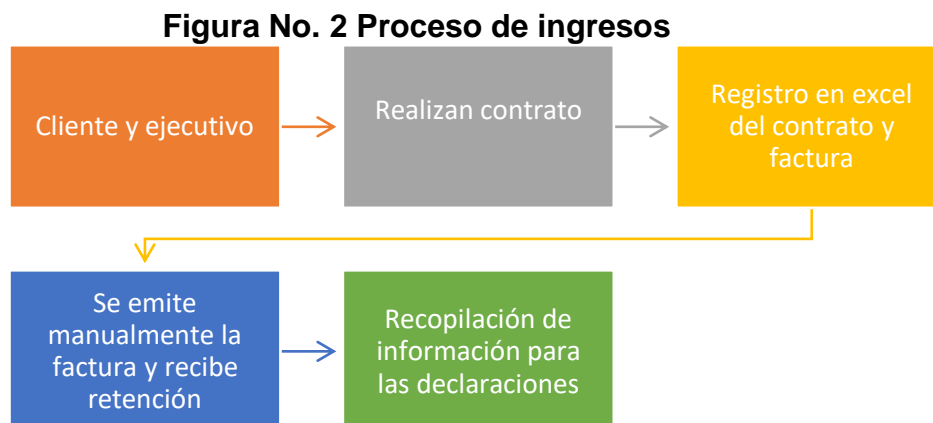 Figura No. 2 Proceso de ingresos
Cliente y ejecutivo
Realizan contrato
Registro en excel
del contrato y
factura
Se emite
manualmente la
factura y recibe
retención
Recopilación de
información para
las declaraciones